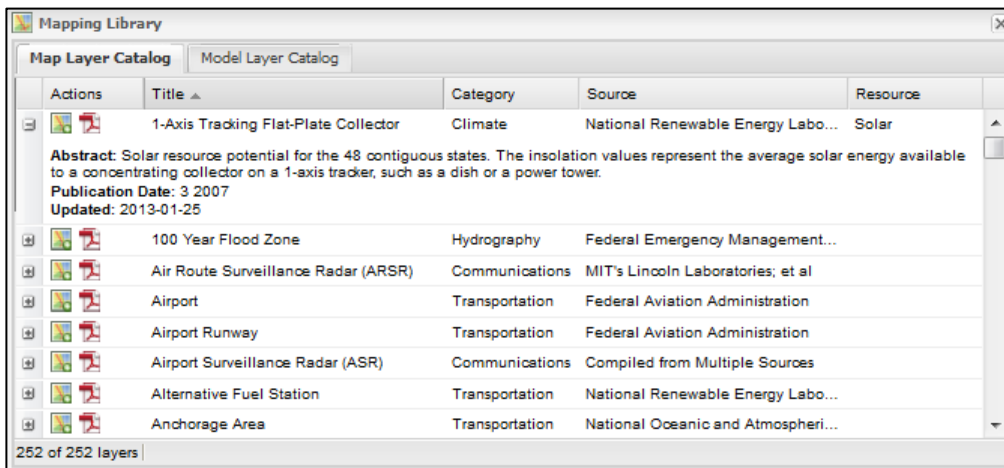 Mapping Library
Map Layer Catalog Model Layer Catalog
Actions Title Category Source Resource
1-Axis Tracking Flat-Plate Collector Climate National Renewable Energy Labo... Solar
Abstract: Solar resource potential for the 48 contiguous states. The insolation values represent the average solar energy available
to a concentrating collector on a 1-axis tracker, such as a dish or a power tower.
Publication Date: 3 2007
Updated: 2013-01-25
100 Year Flood Zone Hydrography Federal Emergency Management...
Air Route Surveillance Radar (ARSR) Communications MIT's Lincoln Laboratories; et al
Airport Transportation Federal Aviation Administration
Airport Runway Transportation Federal Aviation Administration
Airport Surveillance Radar (ASR) Communications Compiled from Multiple Sources
Alternative Fuel Station Transportation National Renewable Energy Labo...
Anchorage Area Transportation National Oceanic and Atmospheri...
252 of 252 layers